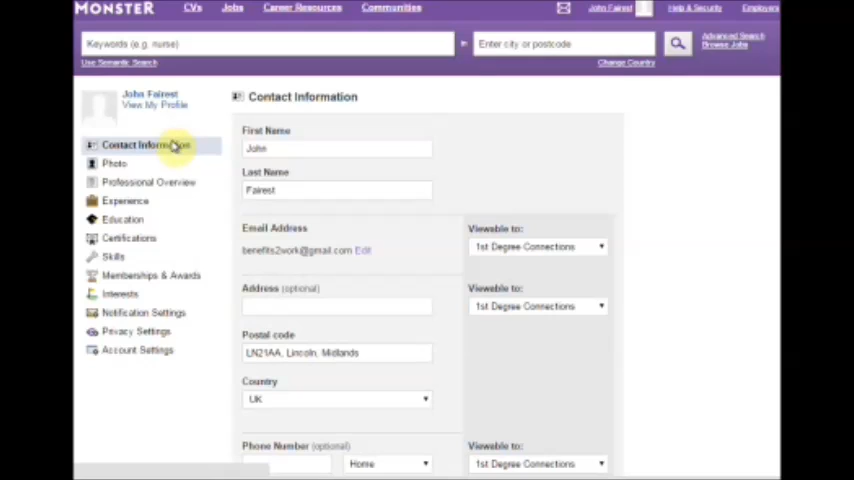 MONSTER CVs Jobs Career Resources Communities John Fairest Help & Security Employers
Keywords (e.g. nurse) in Enter city or postcode Advanced Search
Browse Jobs
Use Semantic Search Change Country
John Fairest
View My Profile
Contact Information
Photo
Professional Overview
Experience
Education
Certifications
Skills
Memberships & Awards
Interests
Notification Settings
Privacy Settings
Account Settings
Contact Information
First Name
John
Last Name
Fairest
Email Address Viewable to:
benefits2work@gmail.com Edit 1st Degree Connections
Address (optional) Viewable to:
1st Degree Connections
Postal code
LN21AA, Lincoln, Midlands
Country
UK
Phone Number (optional) Viewable to:
Home 1st Degree Connections